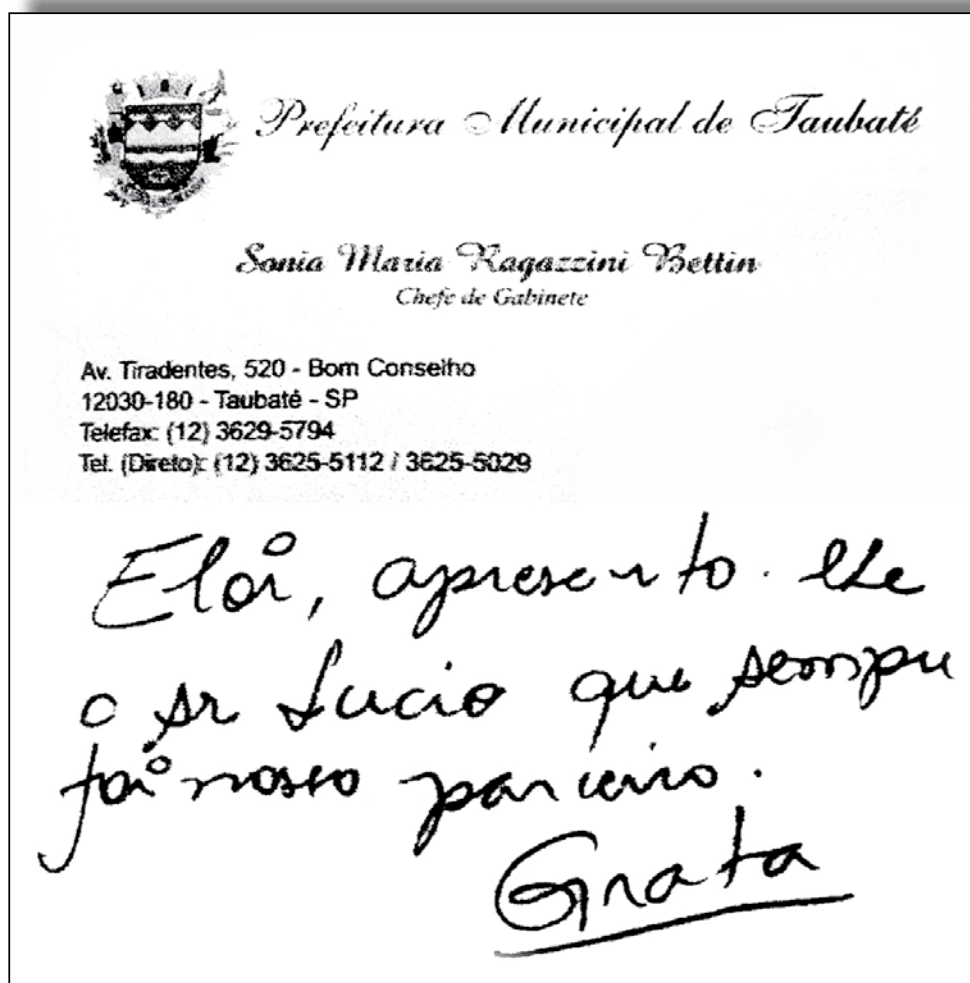 Prefeitura Municipal de Taubaté
Sonia Maria Ragazzini Bettin
Chefe de Gabinete
Av. Tiradentes, 520 - Bom Conselho
12030-180 - Taubaté - SP
Telefax: (12) 3629-5794
Tel. (Direto): (12) 3625-5112 / 3625-5029
Eloi, apresento-lhe
o sr Lucio que sempre
foi nosso parceiro.
Grata